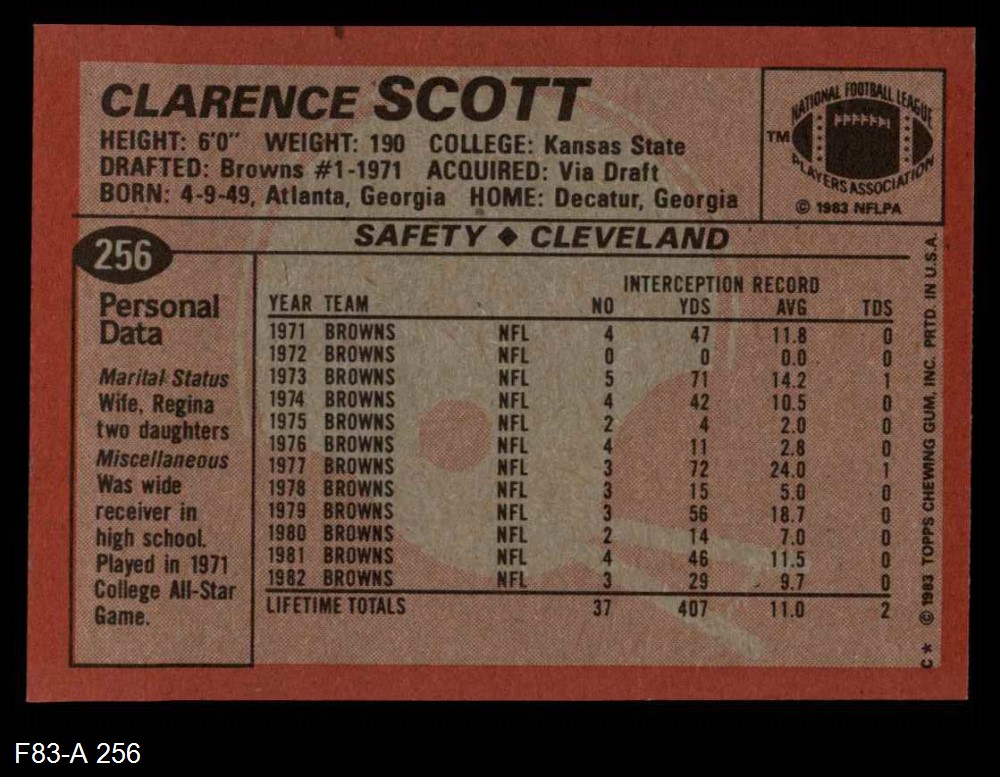 CLARENCE SCOTT
HEIGHT: 6'0" WEIGHT: 190 COLLEGE: Kansas State
DRAFTED: Browns #1-1971 ACQUIRED: Via Draft
BORN: 4-9-49, Atlanta, Georgia HOME: Decatur, Georgia
NATIONAL FOOTBALL LEAGUE
TM
PLAYERS ASSOCIATION
© 1983 NFLPA
256
SAFETY ♦ CLEVELAND
Personal
Data
Marital Status
Wife, Regina
two daughters
Miscellaneous
Was wide
receiver in
high school.
Played in 1971
College All-Star
Game.
INTERCEPTION RECORD
YEAR TEAM NO YDS AVG TDS
1971 BROWNS NFL 4 47 11.8 0
1972 BROWNS NFL 0 0 0.0 0
1973 BROWNS NFL 5 71 14.2 1
1974 BROWNS NFL 4 42 10.5 0
1975 BROWNS NFL 2 4 2.0 0
1976 BROWNS NFL 4 11 2.8 0
1977 BROWNS NFL 3 72 24.0 1
1978 BROWNS NFL 3 15 5.0 0
1979 BROWNS NFL 3 56 18.7 0
1980 BROWNS NFL 2 14 7.0 0
1981 BROWNS NFL 4 46 11.5 0
1982 BROWNS NFL 3 29 9.7 0
LIFETIME TOTALS 37 407 11.0 2
C* © 1983 TOPPS CHEWING GUM, INC. PRTD. IN U.S.A.
F83-A 256